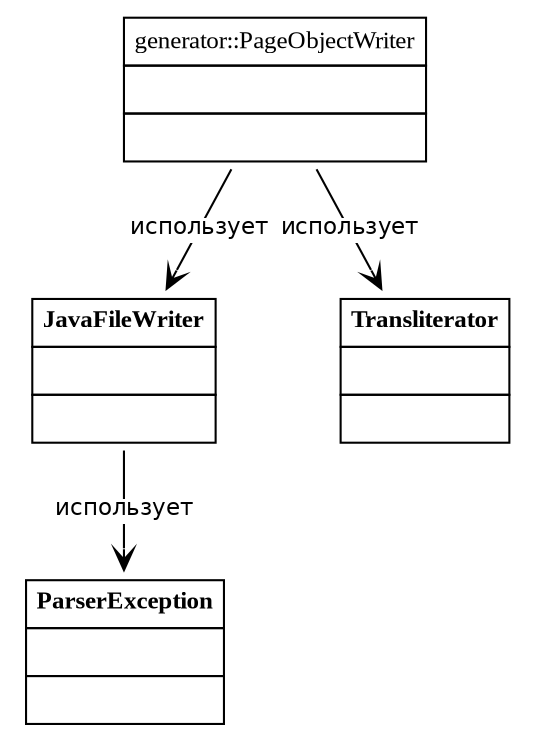 generator::PageObjectWriter
использует
использует
JavaFileWriter
Transliterator
использует
ParserException